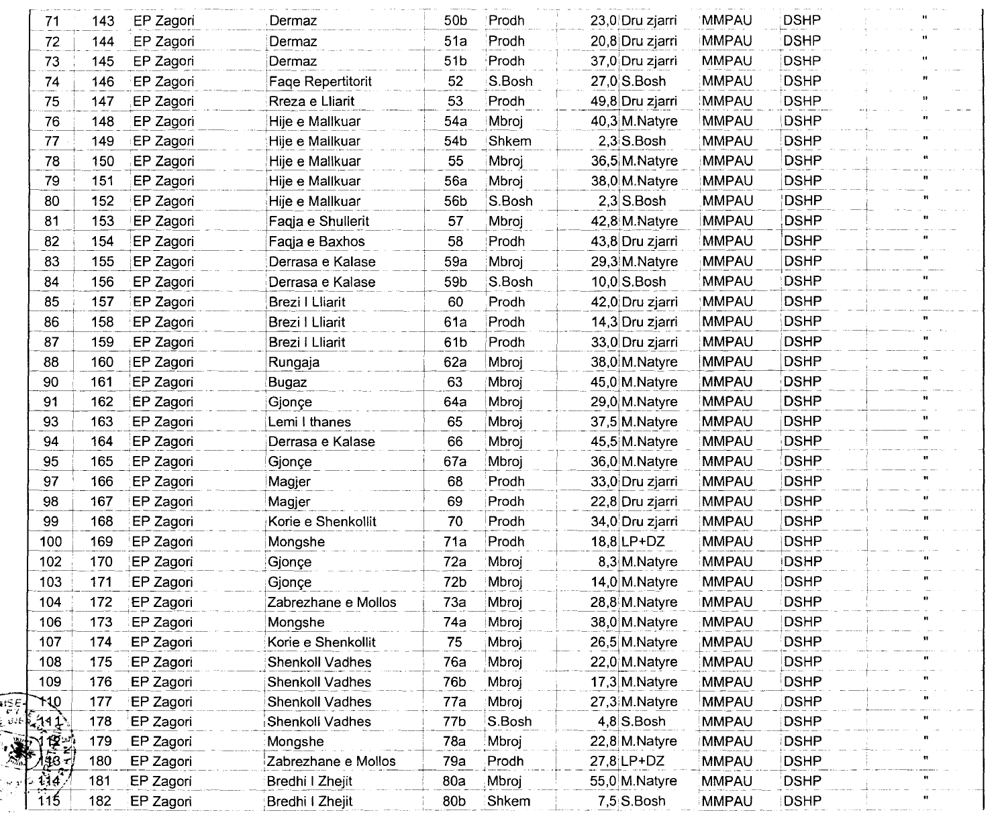 71 143 EP Zagori Dermaz 50b Prodh 23,0 Dru zjarri MMPAU DSHP "
72 144 EP Zagori Dermaz 51a Prodh 20,8 Dru zjarri MMPAU DSHP "
73 145 EP Zagori Dermaz 51b Prodh 37,0 Dru zjarri MMPAU DSHP "
74 146 EP Zagori Faqe Repertitorit 52 S.Bosh 27,0 S.Bosh MMPAU DSHP "
75 147 EP Zagori Rreza e Lliarit 53 Prodh 49,8 Dru zjarri MMPAU DSHP "
76 148 EP Zagori Hije e Mallkuar 54a Mbroj 40,3 M.Natyre MMPAU DSHP "
77 149 EP Zagori Hije e Mallkuar 54b Shkem 2,3 S.Bosh MMPAU DSHP "
78 150 EP Zagori Hije e Mallkuar 55 Mbroj 36,5 M.Natyre MMPAU DSHP "
79 151 EP Zagori Hije e Mallkuar 56a Mbroj 38,0 M.Natyre MMPAU DSHP "
80 152 EP Zagori Hije e Mallkuar 56b S.Bosh 2,3 S.Bosh MMPAU DSHP "
81 153 EP Zagori Faqja e Shullerit 57 Mbroj 42,8 M.Natyre MMPAU DSHP "
82 154 EP Zagori Faqja e Baxhos 58 Prodh 43,8 Dru zjarri MMPAU DSHP "
83 155 EP Zagori Derrasa e Kalase 59a Mbroj 29,3 M.Natyre MMPAU DSHP "
84 156 EP Zagori Derrasa e Kalase 59b S.Bosh 10,0 S.Bosh MMPAU DSHP "
85 157 EP Zagori Brezi I Lliarit 60 Prodh 42,0 Dru zjarri MMPAU DSHP "
86 158 EP Zagori Brezi I Lliarit 61a Prodh 14,3 Dru zjarri MMPAU DSHP "
87 159 EP Zagori Brezi I Lliarit 61b Prodh 33,0 Dru zjarri MMPAU DSHP "
88 160 EP Zagori Rungaja 62a Mbroj 38,0 M.Natyre MMPAU DSHP "
90 161 EP Zagori Bugaz 63 Mbroj 45,0 M.Natyre MMPAU DSHP "
91 162 EP Zagori Gjonçe 64a Mbroj 29,0 M.Natyre MMPAU DSHP "
93 163 EP Zagori Lemi I thanes 65 Mbroj 37,5 M.Natyre MMPAU DSHP "
94 164 EP Zagori Derrasa e Kalase 66 Mbroj 45,5 M.Natyre MMPAU DSHP "
95 165 EP Zagori Gjonçe 67a Mbroj 36,0 M.Natyre MMPAU DSHP "
97 166 EP Zagori Magjer 68 Prodh 33,0 Dru zjarri MMPAU DSHP "
98 167 EP Zagori Magjer 69 Prodh 22,8 Dru zjarri MMPAU DSHP "
99 168 EP Zagori Korie e Shenkollit 70 Prodh 34,0 Dru zjarri MMPAU DSHP "
100 169 EP Zagori Mongshe 71a Prodh 18,8 LP+DZ MMPAU DSHP "
102 170 EP Zagori Gjonçe 72a Mbroj 8,3 M.Natyre MMPAU DSHP "
103 171 EP Zagori Gjonçe 72b Mbroj 14,0 M.Natyre MMPAU DSHP "
104 172 EP Zagori Zabrezhane e Mollos 73a Mbroj 28,8 M.Natyre MMPAU DSHP "
106 173 EP Zagori Mongshe 74a Mbroj 38,0 M.Natyre MMPAU DSHP "
107 174 EP Zagori Korie e Shenkollit 75 Mbroj 26,5 M.Natyre MMPAU DSHP "
108 175 EP Zagori Shenkoll Vadhes 76a Mbroj 22,0 M.Natyre MMPAU DSHP "
109 176 EP Zagori Shenkoll Vadhes 76b Mbroj 17,3 M.Natyre MMPAU DSHP "
110 177 EP Zagori Shenkoll Vadhes 77a Mbroj 27,3 M.Natyre MMPAU DSHP "
111 178 EP Zagori Shenkoll Vadhes 77b S.Bosh 4,8 S.Bosh MMPAU DSHP "
112 179 EP Zagori Mongshe 78a Mbroj 22,8 M.Natyre MMPAU DSHP "
113 180 EP Zagori Zabrezhane e Mollos 79a Prodh 27,8 LP+DZ MMPAU DSHP "
114 181 EP Zagori Bredhi I Zhejit 80a Mbroj 55,0 M.Natyre MMPAU DSHP "
115 182 EP Zagori Bredhi I Zhejit 80b Shkem 7,5 S.Bosh MMPAU DSHP "